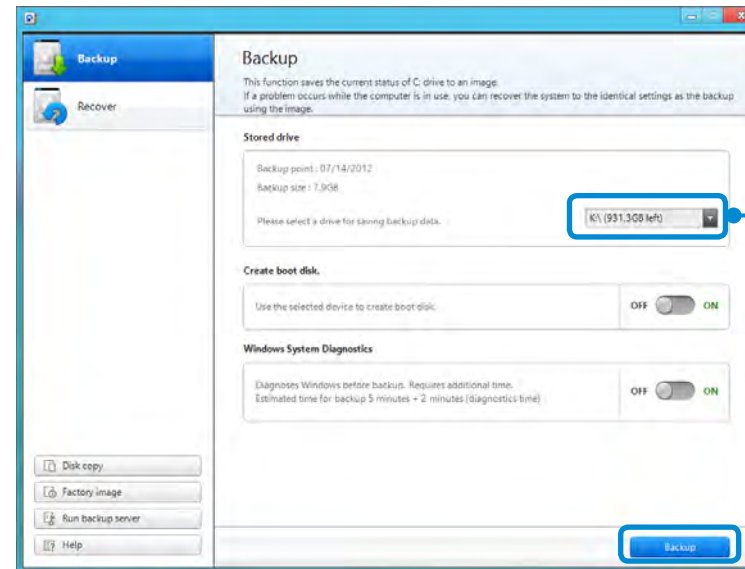 Backup
Recover
Backup
This function saves the current status of C: drive to an image.
If a problem occurs while the computer is in use, you can recover the system to the identical settings as the backup
using the image.
Stored drive
Backup point : 07/14/2012
Backup size : 7.9GB
Please select a drive for saving backup data.
K:\ (931.3GB left)
Create boot disk.
Use the selected device to create boot disk.
OFF ON
Windows System Diagnostics
Diagnoses Windows before backup. Requires additional time.
Estimated time for backup 5 minutes + 2 minutes (diagnostics time)
OFF ON
Disk copy
Factory image
Run backup server
Help
Backup